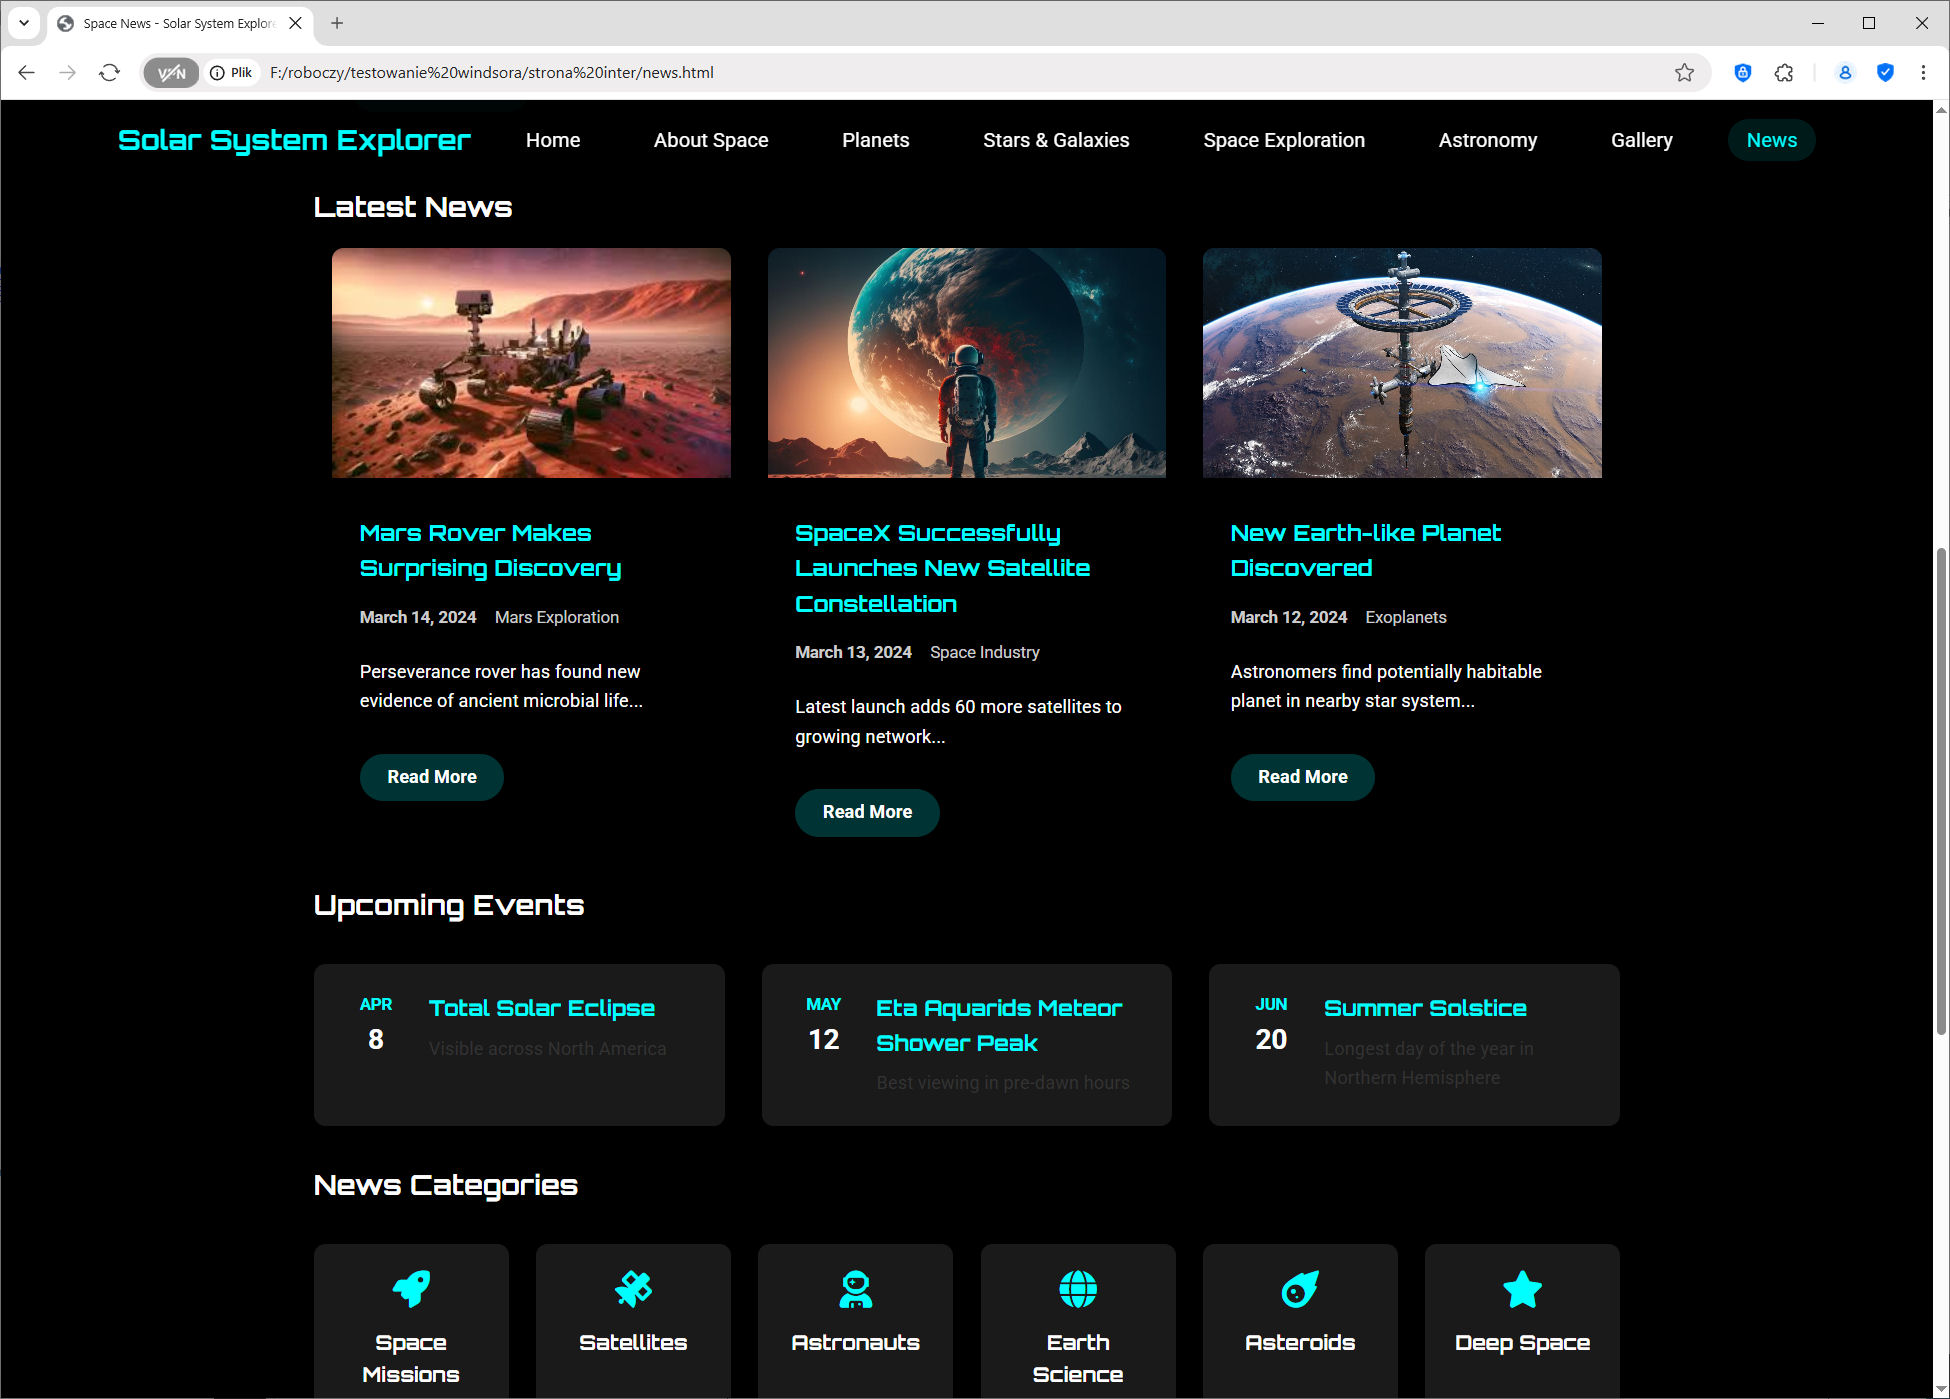 Space News - Solar System Explore
VPN
Plik
F:/roboczy/testowanie%20windsora/strona%20inter/news.html
Solar System Explorer
Home
About Space
Planets
Stars & Galaxies
Space Exploration
Astronomy
Gallery
News
Latest News
Mars Rover Makes
Surprising Discovery
March 14, 2024 Mars Exploration
Perseverance rover has found new
evidence of ancient microbial life...
Read More
SpaceX Successfully
Launches New Satellite
Constellation
March 13, 2024 Space Industry
Latest launch adds 60 more satellites to
growing network...
Read More
New Earth-like Planet
Discovered
March 12, 2024 Exoplanets
Astronomers find potentially habitable
planet in nearby star system...
Read More
Upcoming Events
APR
8
Total Solar Eclipse
Visible across North America
MAY
12
Eta Aquarids Meteor
Shower Peak
Best viewing in pre-dawn hours
JUN
20
Summer Solstice
Longest day of the year in
Northern Hemisphere
News Categories
Space
Missions
Satellites
Astronauts
Earth
Science
Asteroids
Deep Space